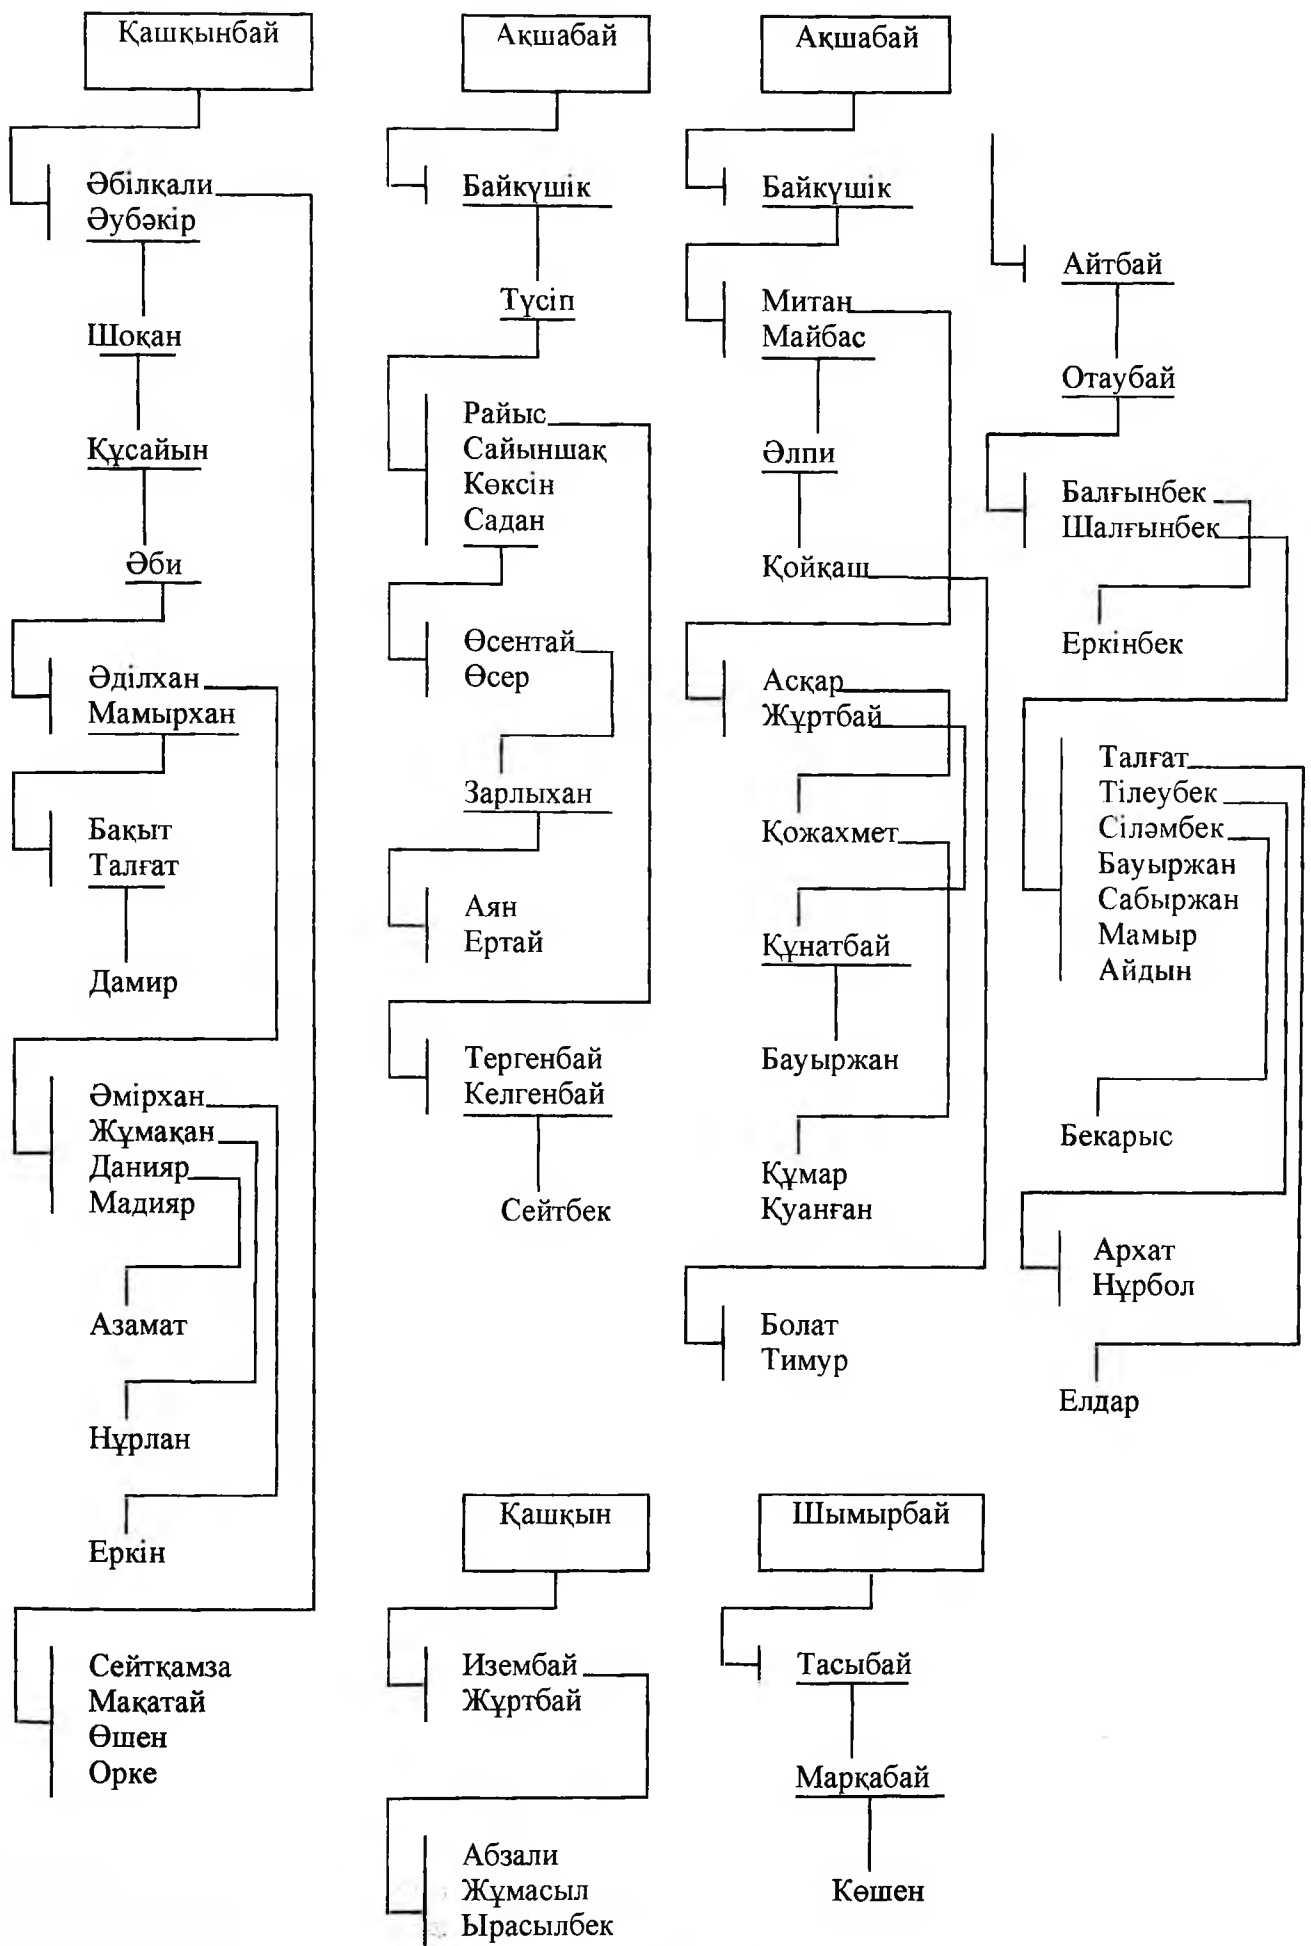 Қашқынбай
Әбілқали
Әубәкір
Шоқан
Құсайын
Әби
Әділхан
Мамырхан
Бақыт
Талғат
Дамир
Әмірхан
Жұмақан
Данияр
Мадияр
Азамат
Нұрлан
Еркін
Сейтқамза
Мақатай
Өшен
Орке
Ақшабай
Байкүшік
Түсіп
Райыс
Сайыншақ
Көксін
Садан
Өсентай
Өсер
Зарлыхан
Аян
Ертай
Тергенбай
Келгенбай
Сейтбек
Ақшабай
Байкүшік
Митан
Майбас
Әлпи
Қойқаш
Асқар
Жұртбай
Қожахмет
Құнатбай
Бауыржан
Құмар
Қуанған
Болат
Тимур
Айтбай
Отаубай
Балғынбек
Шалғынбек
Еркінбек
Талғат
Тілеубек
Сіләмбек
Бауыржан
Сабыржан
Мамыр
Айдын
Бекарыс
Архат
Нұрбол
Елдар
Қашқын
Изембай
Жұртбай
Абзали
Жұмасыл
Ырасылбек
Шымырбай
Тасыбай
Марқабай
Көшен